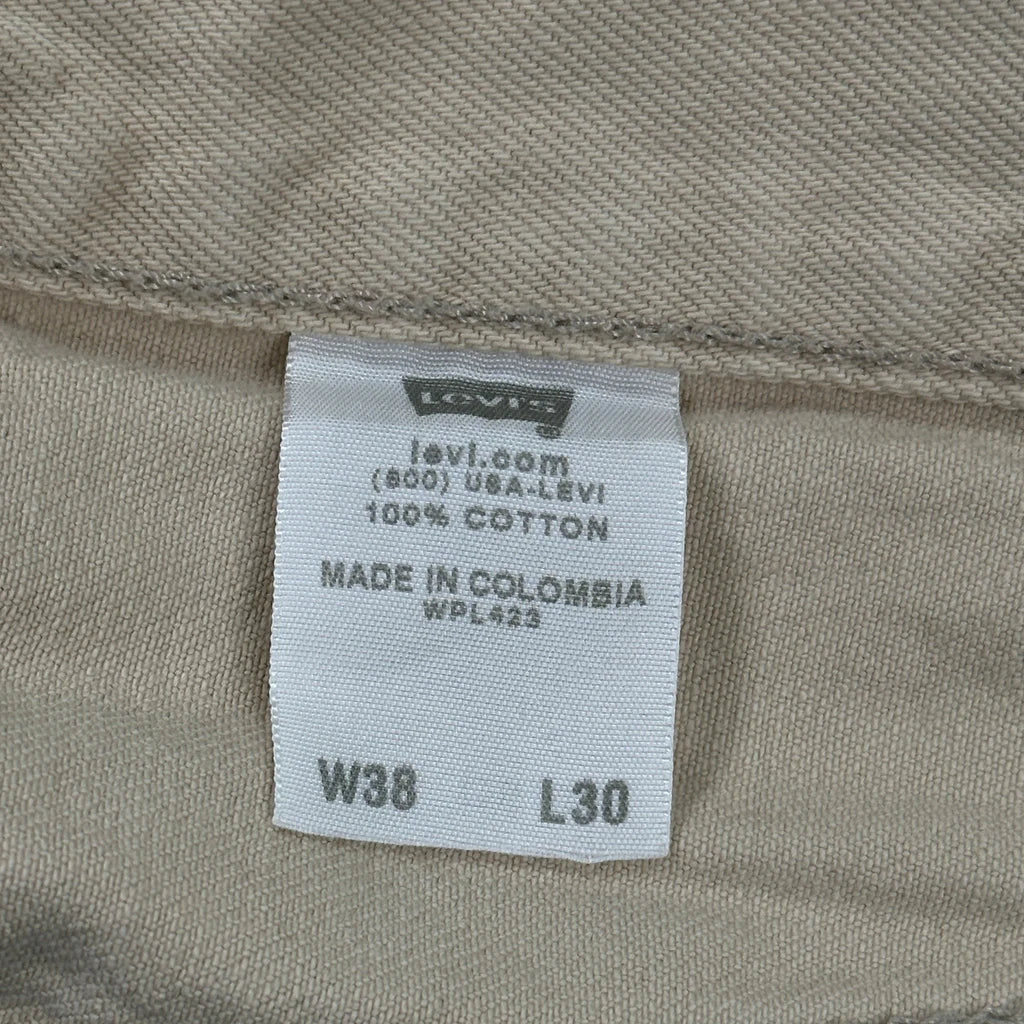 LEVI'S
levi.com
(800) USA-LEVI
100% COTTON
MADE IN COLOMBIA
WPL423
W38 L30